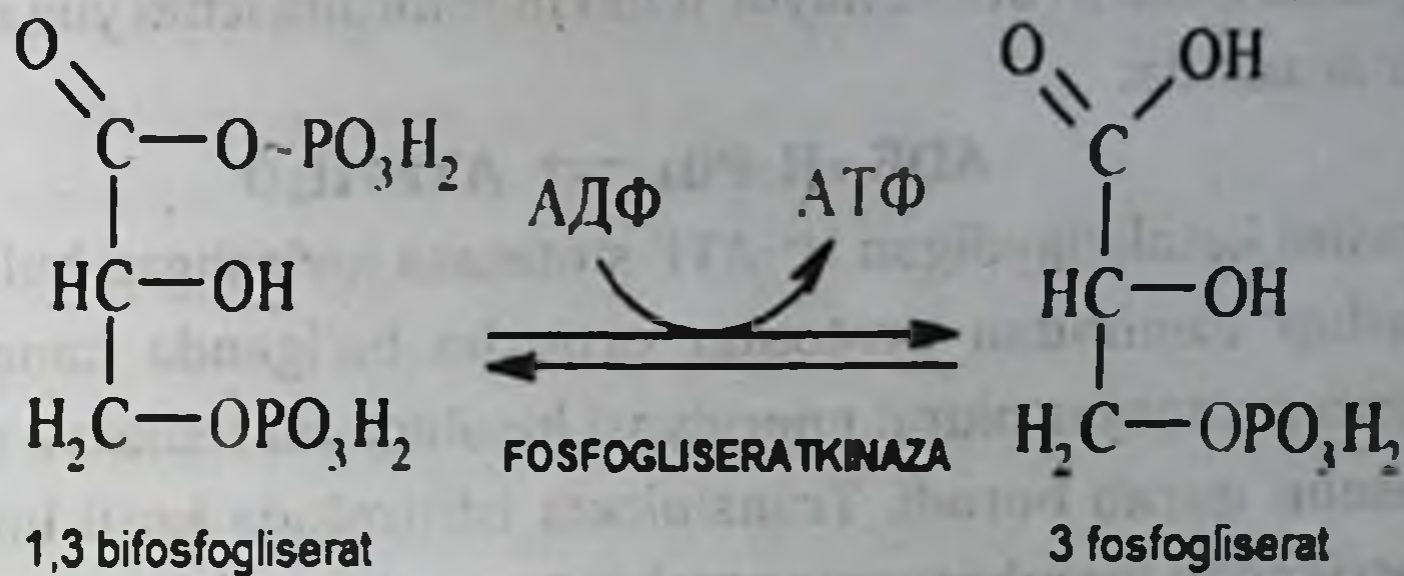 O
C—O~PO₃H₂
HC—OH
H₂C—OPO₃H₂
1,3 bifosfogliserat
АДФ АТФ
FOSFOGLISERATKINAZA
O OH
C
HC—OH
H₂C—OPO₃H₂
3 fosfogliserat